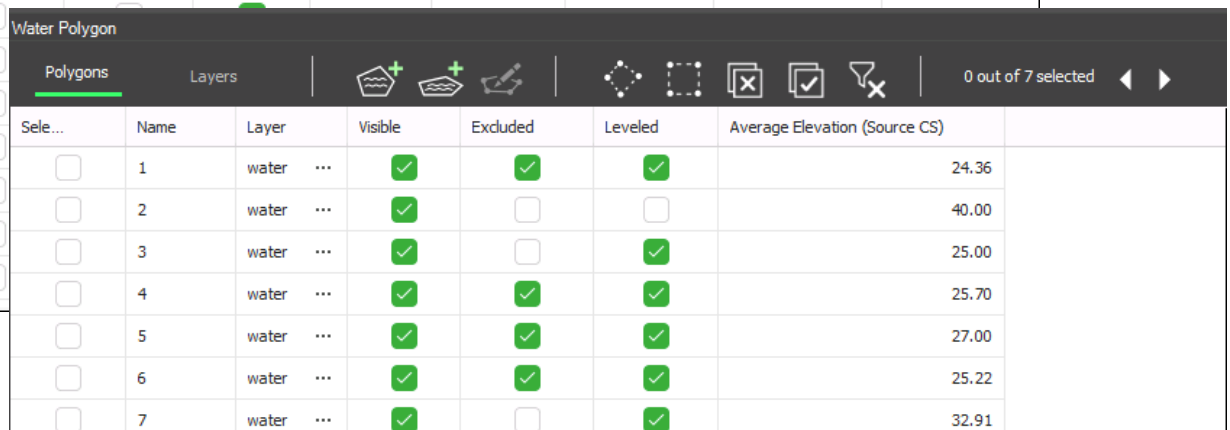 Water Polygon
Polygons Layers 0 out of 7 selected
Sele... Name Layer Visible Excluded Leveled Average Elevation (Source CS)
1 water ... 24.36
2 water ... 40.00
3 water ... 25.00
4 water ... 25.70
5 water ... 27.00
6 water ... 25.22
7 water ... 32.91